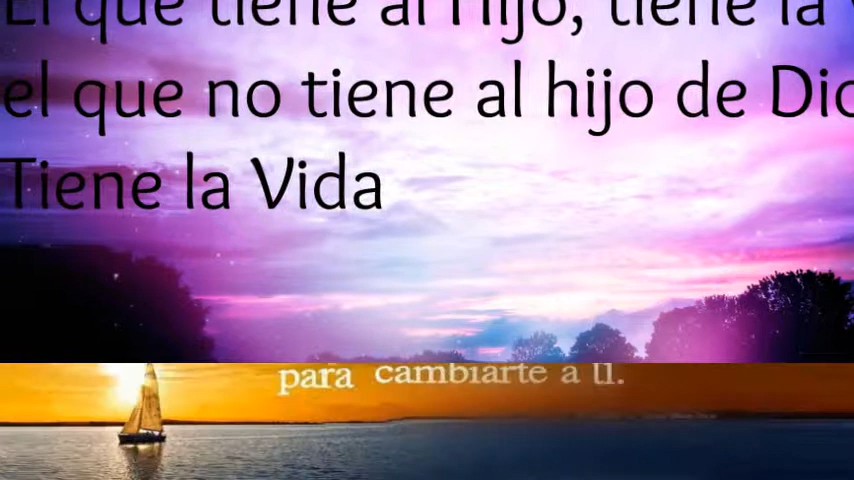 El que tiene al Hijo, tiene la
el que no tiene al hijo de
Tiene la Vida
para cambiarte a ti.